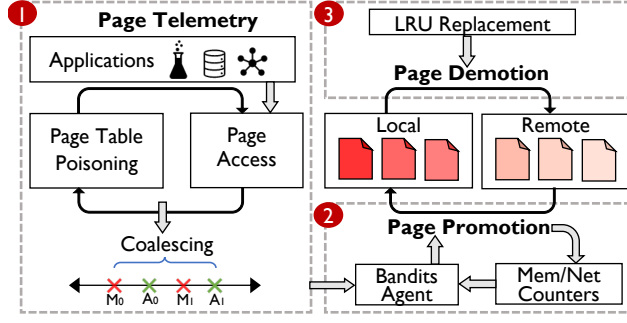 1
Page Telemetry
Applications
Page Table
Poisoning
Page
Access
Coalescing
M0 A0 M1 A1
3
LRU Replacement
Page Demotion
Local
Remote
2
Page Promotion
Bandits
Agent
Mem/Net
Counters